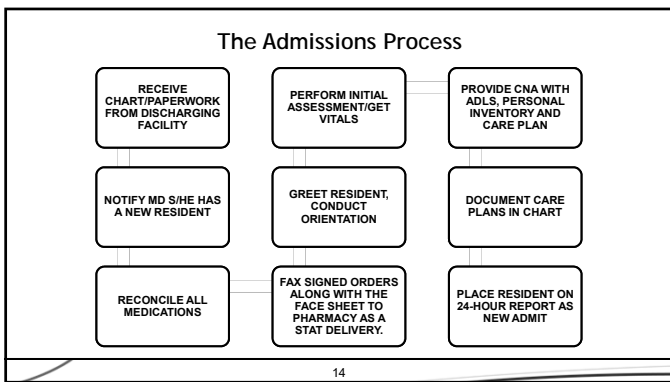 The Admissions Process
RECEIVE
CHART/PAPERWORK
FROM DISCHARGING
FACILITY
NOTIFY MD S/HE HAS
A NEW RESIDENT
RECONCILE ALL
MEDICATIONS
FAX SIGNED ORDERS
ALONG WITH THE
FACE SHEET TO
PHARMACY AS A
STAT DELIVERY.
GREET RESIDENT,
CONDUCT
ORIENTATION
PERFORM INITIAL
ASSESSMENT/GET
VITALS
PROVIDE CNA WITH
ADLS, PERSONAL
INVENTORY AND
CARE PLAN
DOCUMENT CARE
PLANS IN CHART
PLACE RESIDENT ON
24-HOUR REPORT AS
NEW ADMIT
14